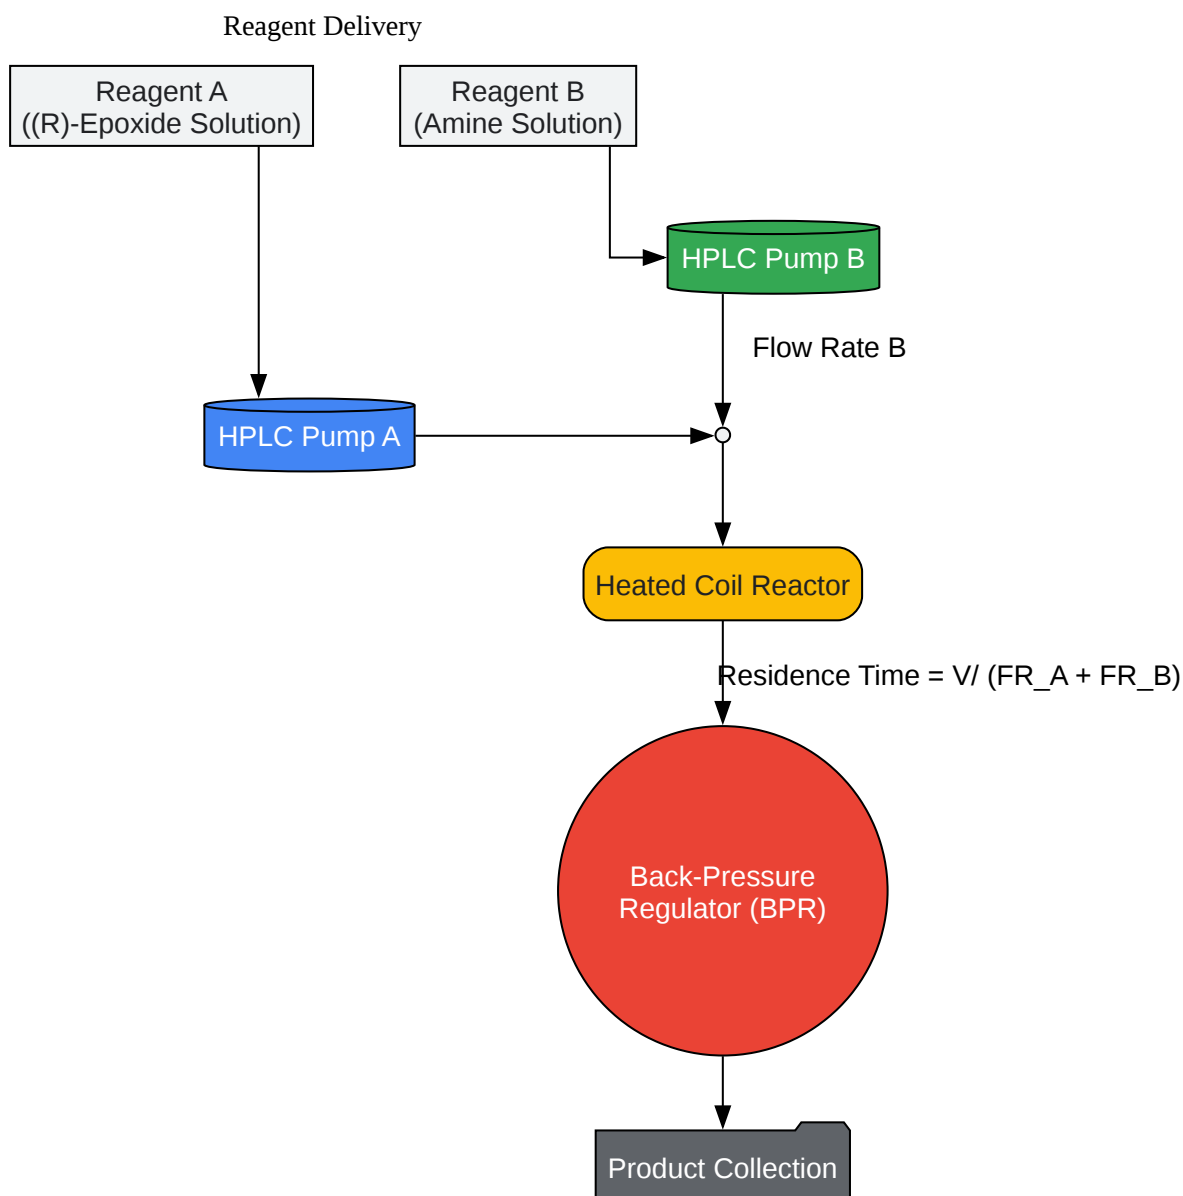 Reagent Delivery
Reagent A
((R)-Epoxide Solution)
Reagent B
(Amine Solution)
HPLC Pump B
Flow Rate B
HPLC Pump A
Heated Coil Reactor
Residence Time = V/ (FR_A + FR_B)
Back-Pressure
Regulator (BPR)
Product Collection